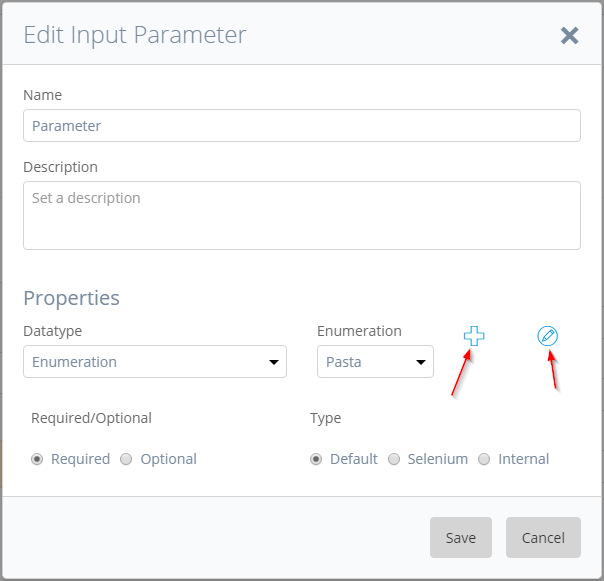 Edit Input Parameter
Name
Parameter
Description
Set a description
Properties
Datatype Enumeration
Enumeration Pasta
Required/Optional Type
Required Optional Default Selenium Internal
Save Cancel